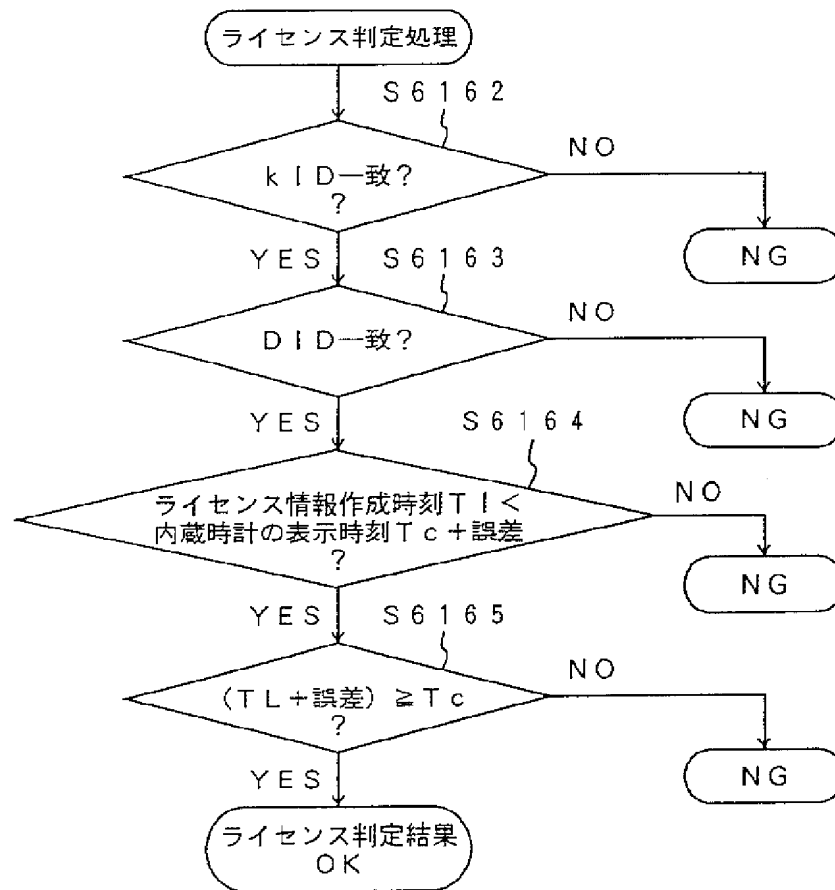 ライセンス判定処理
S6162
kID一致?
?
NO
NG
YES
S6163
DID一致?
NO
NG
YES
S6164
ライセンス情報作成時刻TI<
内蔵時計の表示時刻Tc+誤差
?
NO
NG
YES
S6165
(TL+誤差)≧Tc
?
NO
NG
YES
ライセンス判定結果
OK